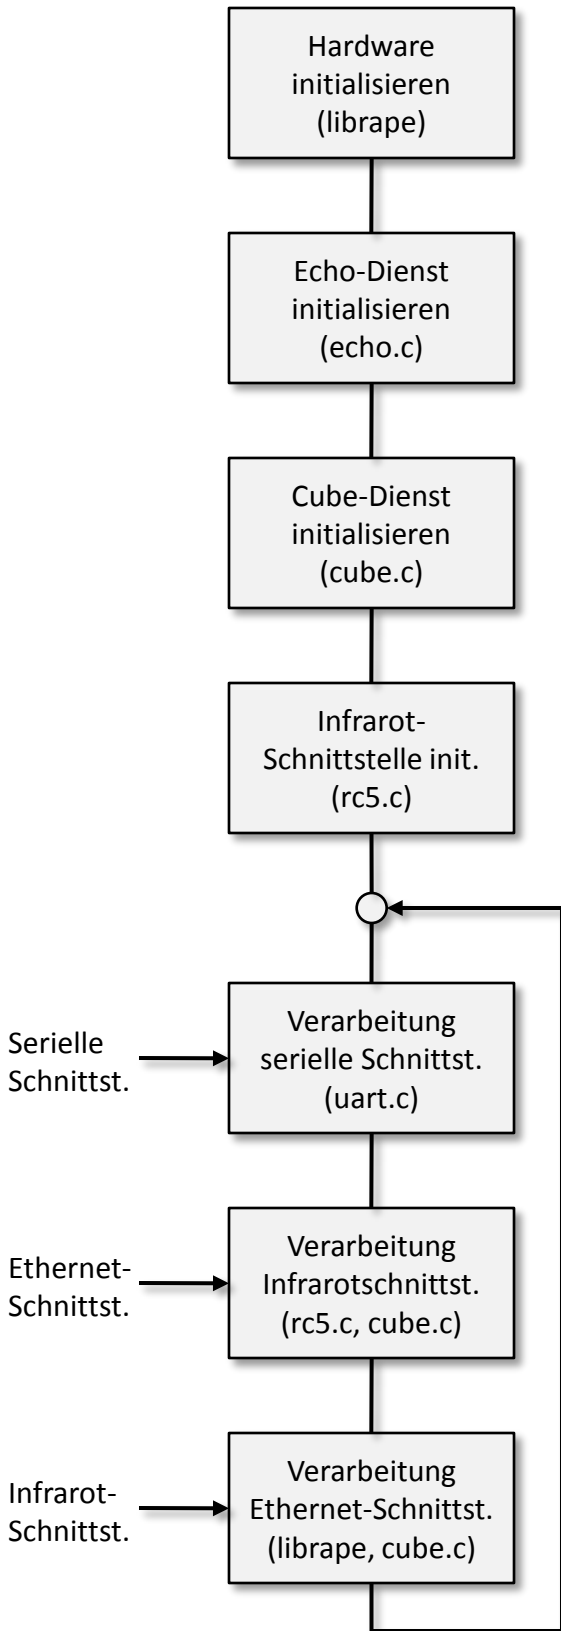 Hardware
initialisieren
(librape)
Echo-Dienst
initialisieren
(echo.c)
Cube-Dienst
initialisieren
(cube.c)
Infrarot-
Schnittstelle init.
(rc5.c)
Serielle
Schnittst.
Verarbeitung
serielle Schnittst.
(uart.c)
Ethernet-
Schnittst.
Verarbeitung
Infrarotschnittst.
(rc5.c, cube.c)
Infrarot-
Schnittst.
Verarbeitung
Ethernet-Schnittst.
(librape, cube.c)